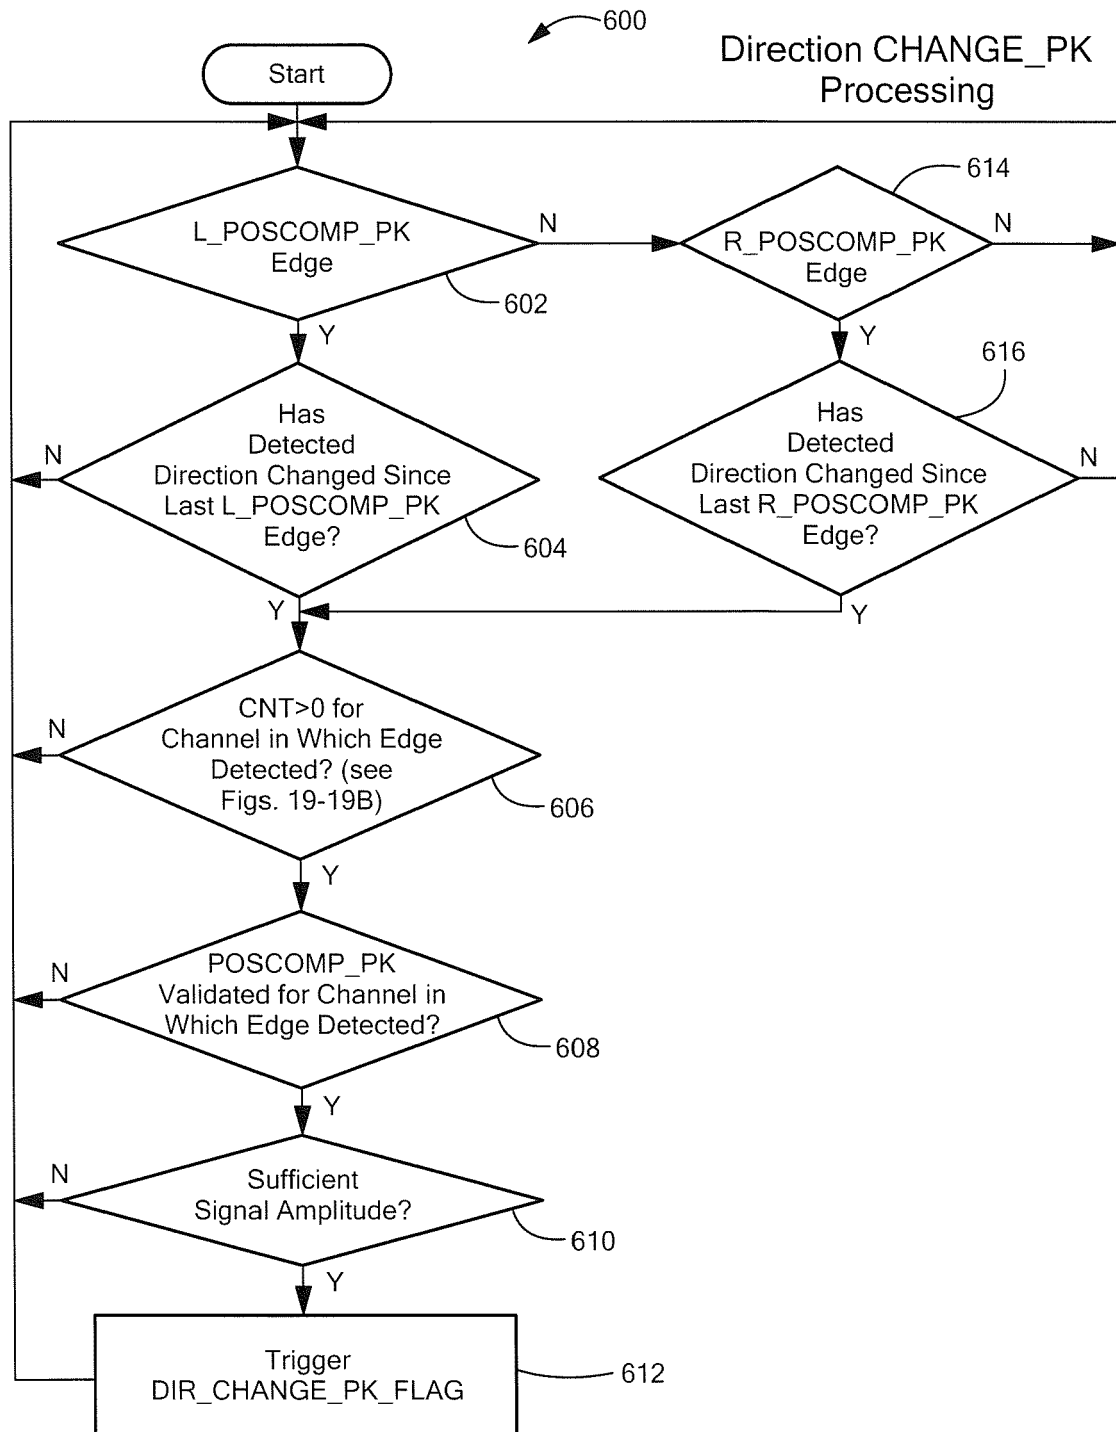 600
Direction CHANGE_PK
Processing
Start
L_POSCOMP_PK
Edge
602
N
Y
R_POSCOMP_PK
Edge
614
N
Y
Has
Detected
Direction Changed Since
Last L_POSCOMP_PK
Edge?
604
N
Y
Has
Detected
Direction Changed Since
Last R_POSCOMP_PK
Edge?
616
N
Y
CNT>0 for
Channel in Which Edge
Detected? (see
Figs. 19-19B)
606
N
Y
POSCOMP_PK
Validated for Channel in
Which Edge Detected?
608
N
Y
Sufficient
Signal Amplitude?
610
N
Y
Trigger
DIR_CHANGE_PK_FLAG
612